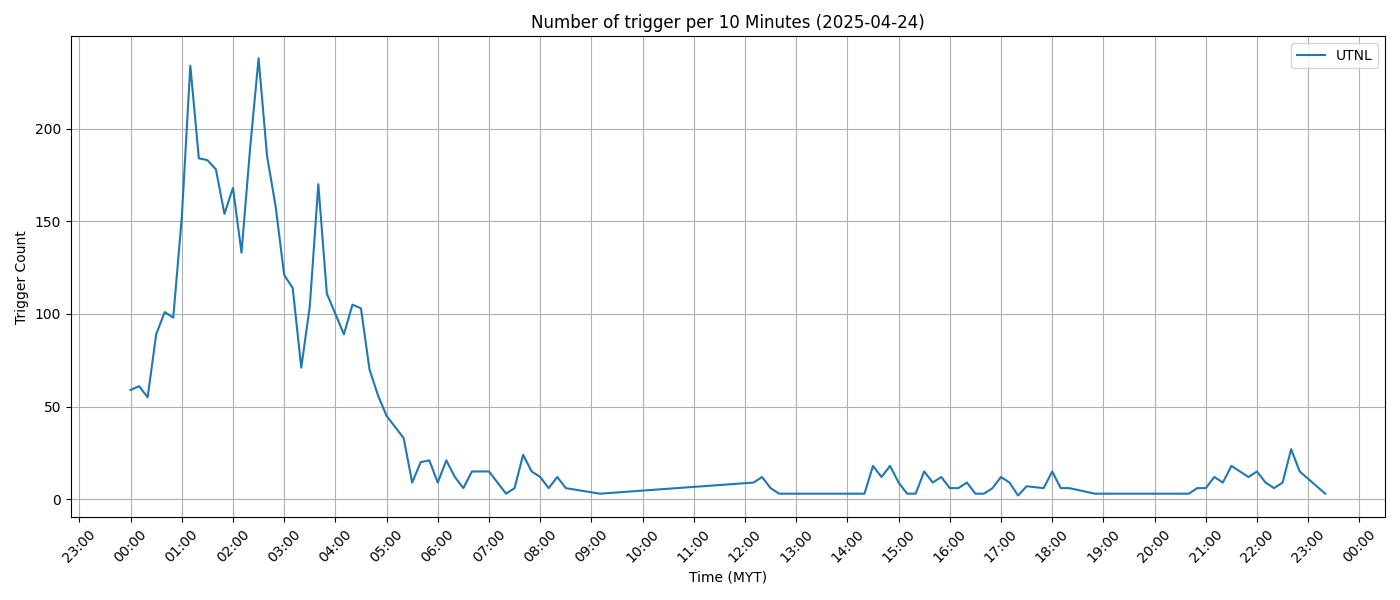 Number of trigger per 10 Minutes (2025-04-24)
UTNL
Trigger Count
200
150
100
50
0
23:00 00:00 01:00 02:00 03:00 04:00 05:00 06:00 07:00 08:00 09:00 10:00 11:00 12:00 13:00 14:00 15:00 16:00 17:00 18:00 19:00 20:00 21:00 22:00 23:00 00:00
Time (MYT)